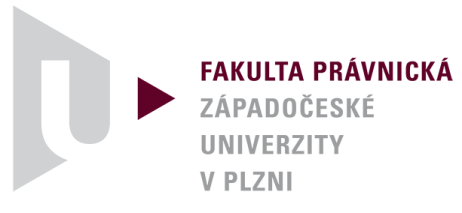 FAKULTA PRÁVNICKÁ
ZÁPADOČESKÉ
UNIVERZITY
V PLZNI